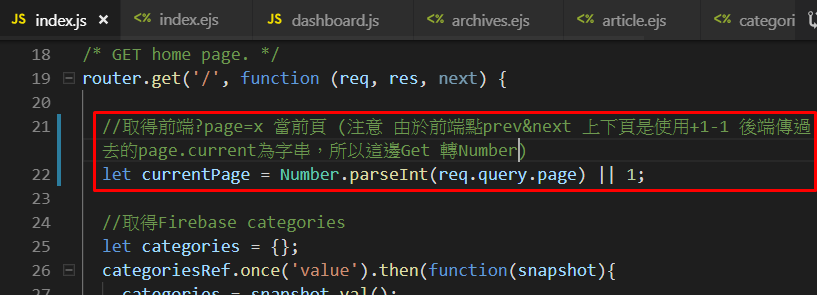 JS index.js × <%> index.ejs JS dashboard.js <%> archives.ejs <%> article.ejs <%> categori
18 /* GET home page. */
19 router.get('/', function (req, res, next) {
20
21 //取得前端?page=x 當前頁 (注意 由於前端點prev&next 上下頁是使用+1-1 後端傳過
去的page.current為字串，所以這邊Get 轉Number)
22 let currentPage = Number.parseInt(req.query.page) || 1;
23
24 //取得Firebase categories
25 let categories = {};
26 categoriesRef.once('value').then(function(snapshot){
categories = snapshot.val();